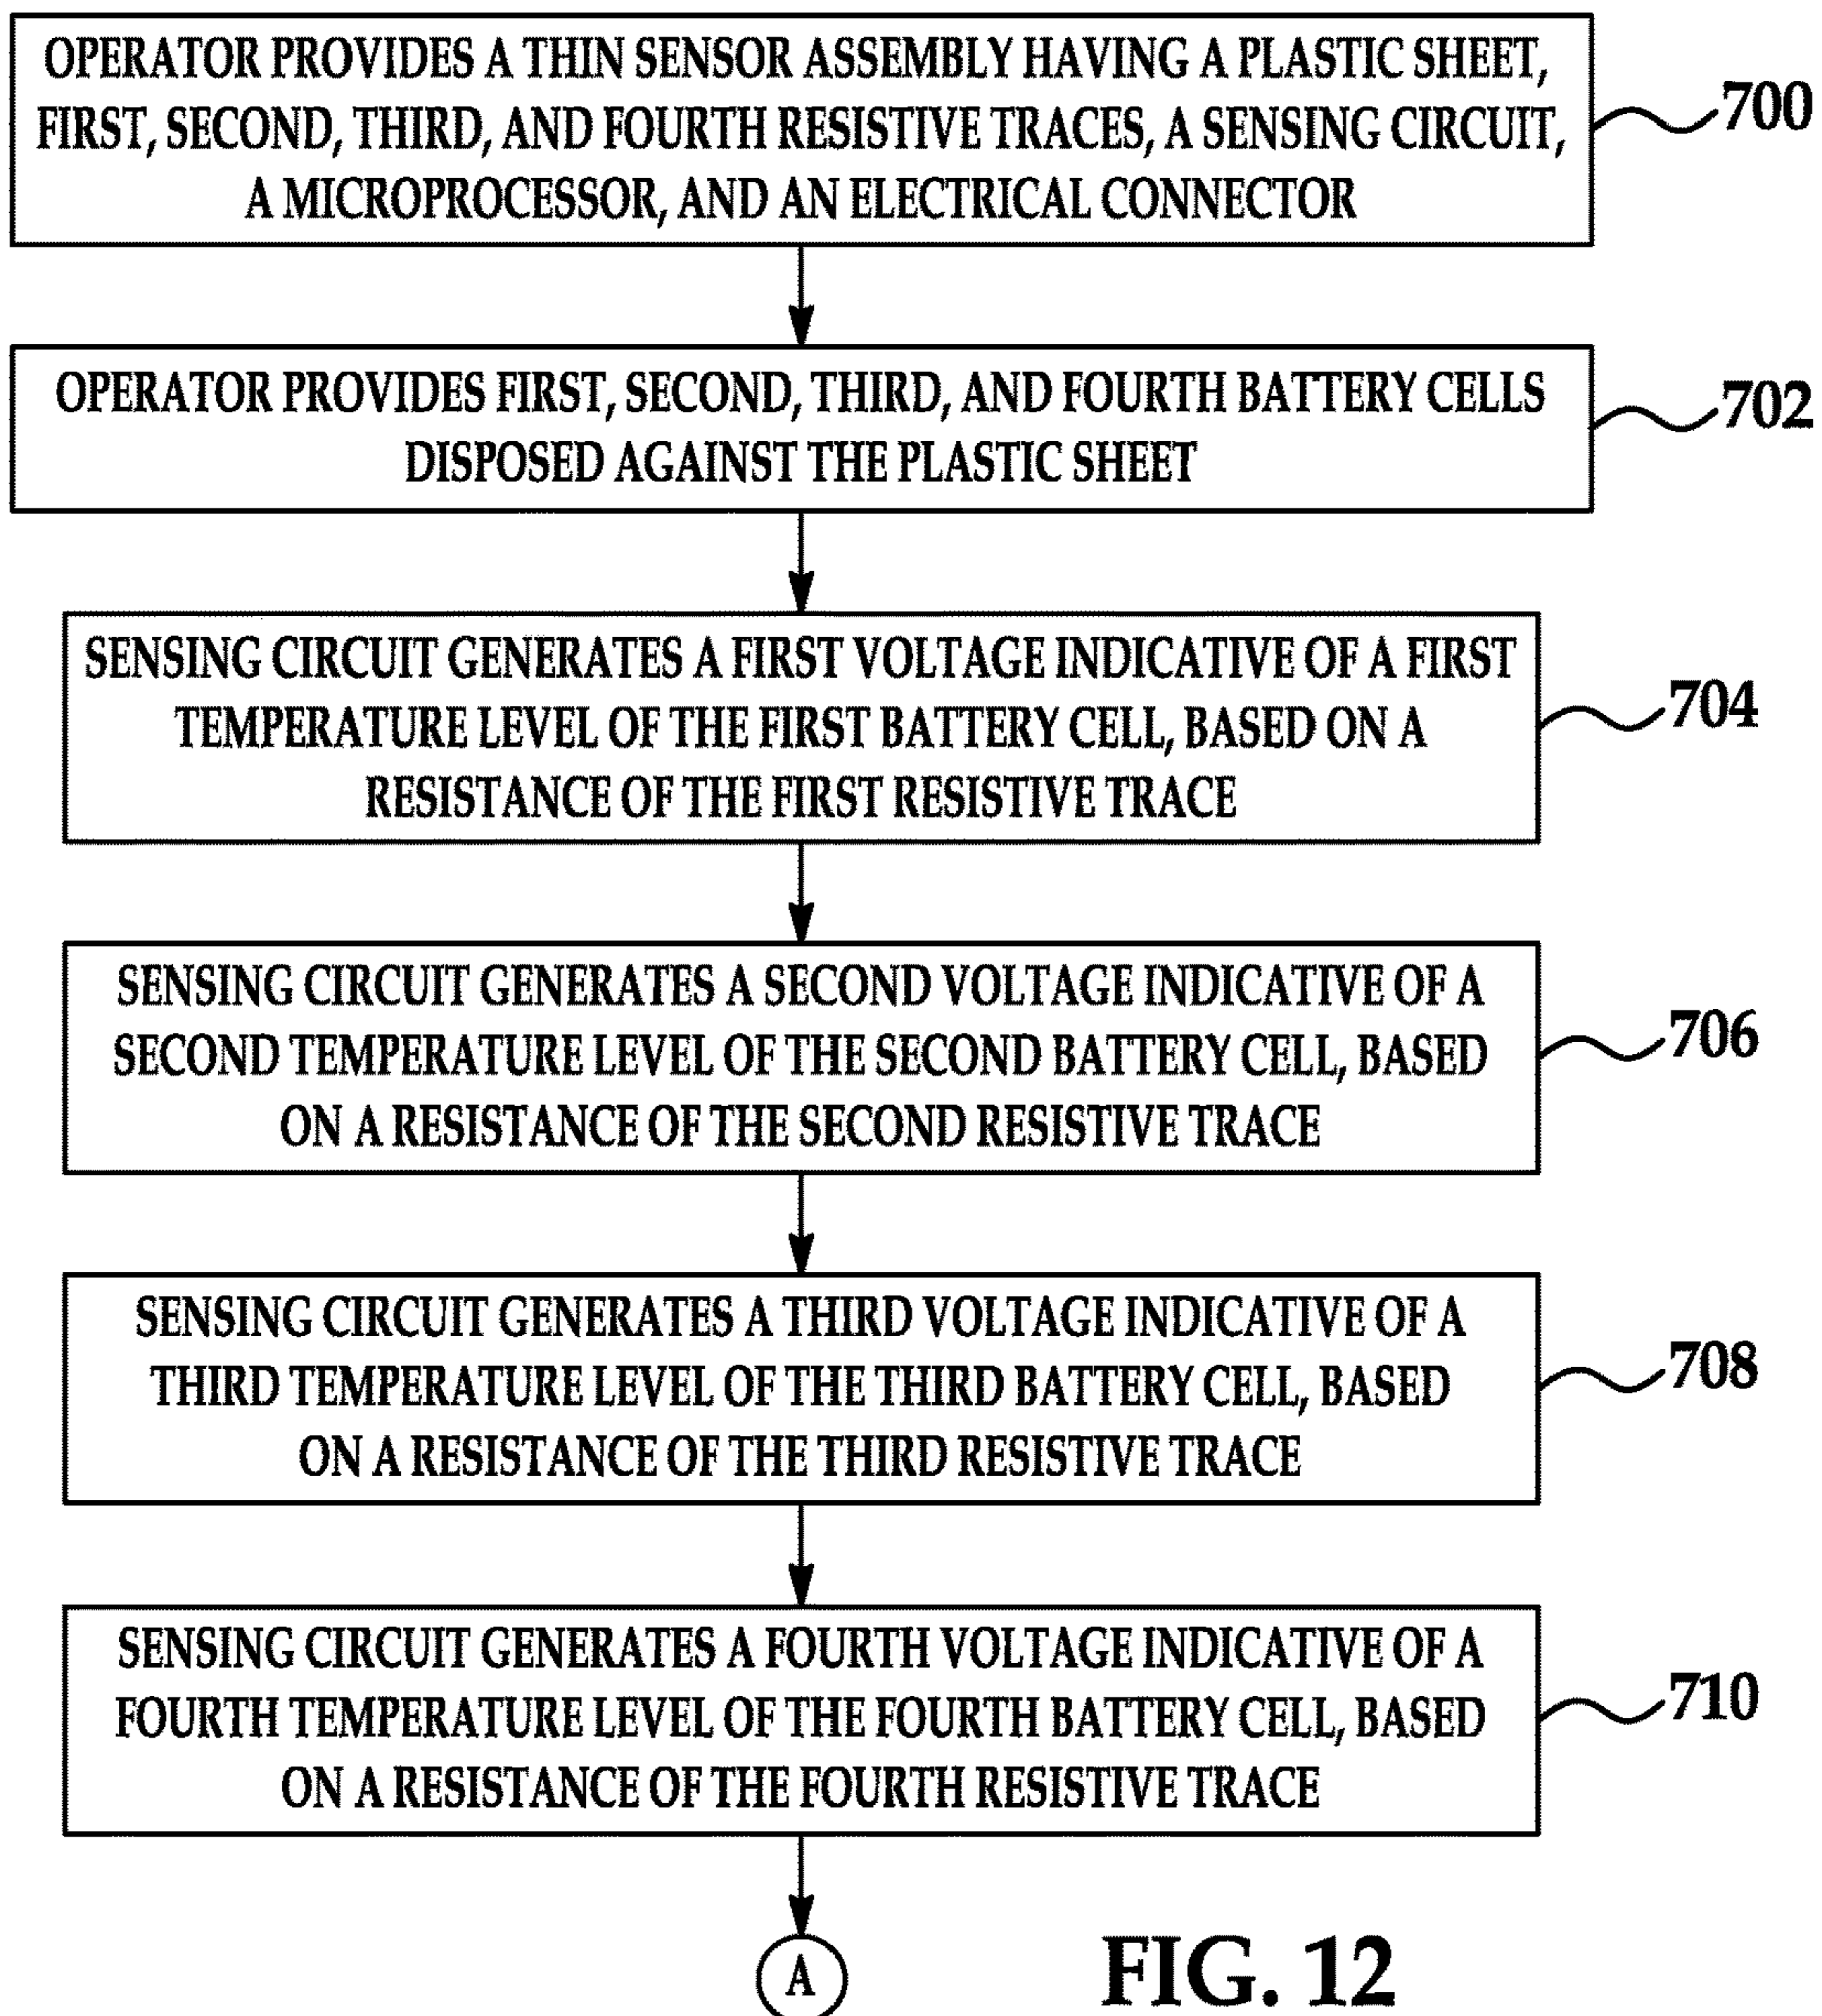 OPERATOR PROVIDES A THIN SENSOR ASSEMBLY HAVING A PLASTIC SHEET,
FIRST, SECOND, THIRD, AND FOURTH RESISTIVE TRACES, A SENSING CIRCUIT,
A MICROPROCESSOR, AND AN ELECTRICAL CONNECTOR
700
OPERATOR PROVIDES FIRST, SECOND, THIRD, AND FOURTH BATTERY CELLS
DISPOSED AGAINST THE PLASTIC SHEET
702
SENSING CIRCUIT GENERATES A FIRST VOLTAGE INDICATIVE OF A FIRST
TEMPERATURE LEVEL OF THE FIRST BATTERY CELL, BASED ON A
RESISTANCE OF THE FIRST RESISTIVE TRACE
704
SENSING CIRCUIT GENERATES A SECOND VOLTAGE INDICATIVE OF A
SECOND TEMPERATURE LEVEL OF THE SECOND BATTERY CELL, BASED
ON A RESISTANCE OF THE SECOND RESISTIVE TRACE
706
SENSING CIRCUIT GENERATES A THIRD VOLTAGE INDICATIVE OF A
THIRD TEMPERATURE LEVEL OF THE THIRD BATTERY CELL, BASED
ON A RESISTANCE OF THE THIRD RESISTIVE TRACE
708
SENSING CIRCUIT GENERATES A FOURTH VOLTAGE INDICATIVE OF A
FOURTH TEMPERATURE LEVEL OF THE FOURTH BATTERY CELL, BASED
ON A RESISTANCE OF THE FOURTH RESISTIVE TRACE
710
A
FIG. 12